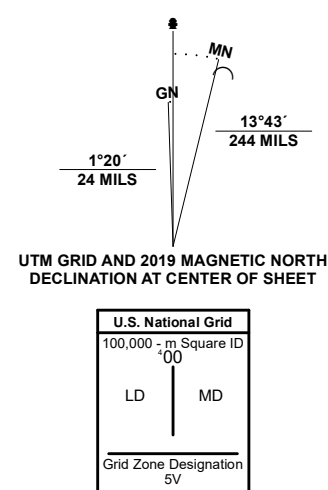 MN
GN
13°43´
244 MILS
1°20´
24 MILS
UTM GRID AND 2019 MAGNETIC NORTH
DECLINATION AT CENTER OF SHEET
U.S. National Grid
100,000 - m Square ID
⁴00
LD MD
Grid Zone Designation
5V